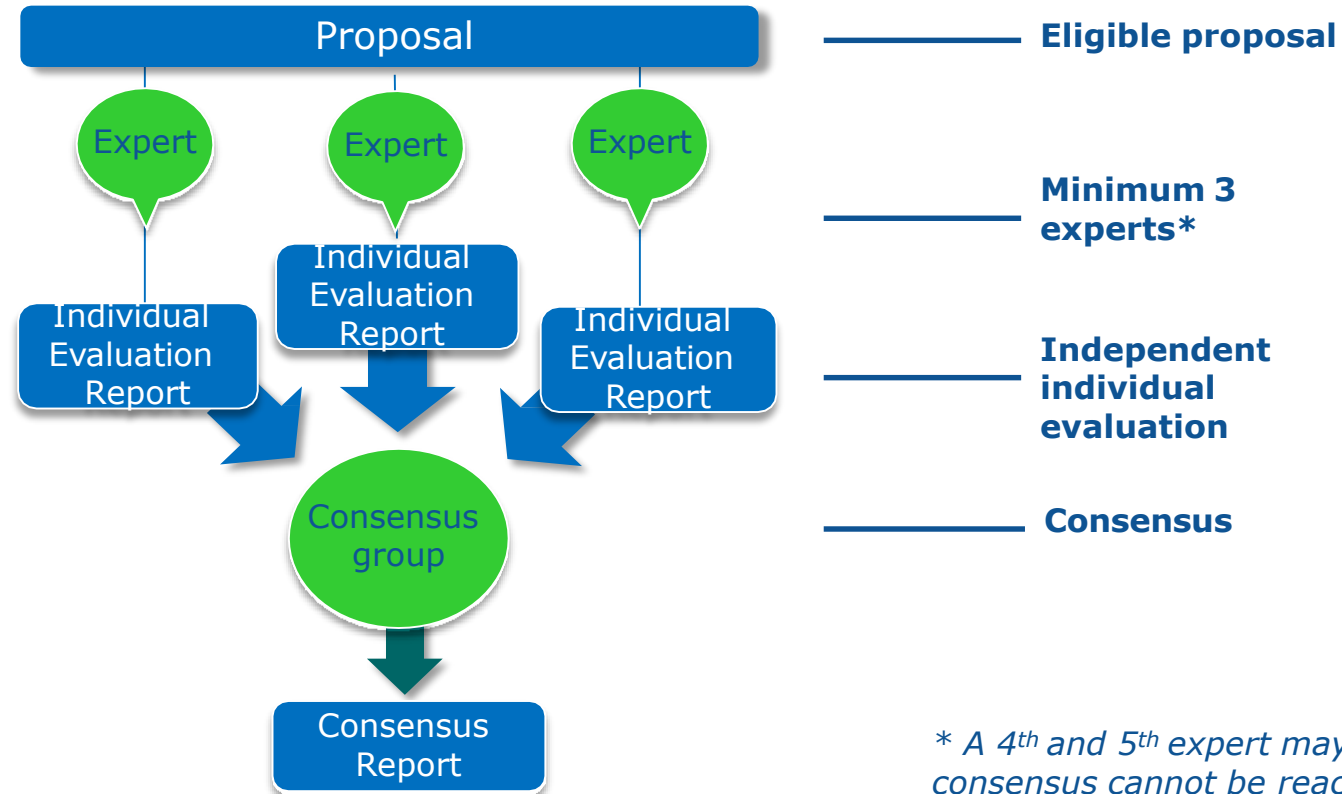 Proposal
Eligible proposal
Expert
Expert
Expert
Minimum 3
experts*
Individual
Evaluation
Report
Individual
Evaluation
Report
Individual
Evaluation
Report
Independent
individual
evaluation
Consensus
group
Consensus
Consensus
Report
* A 4th and 5th expert may
consensus cannot be reac